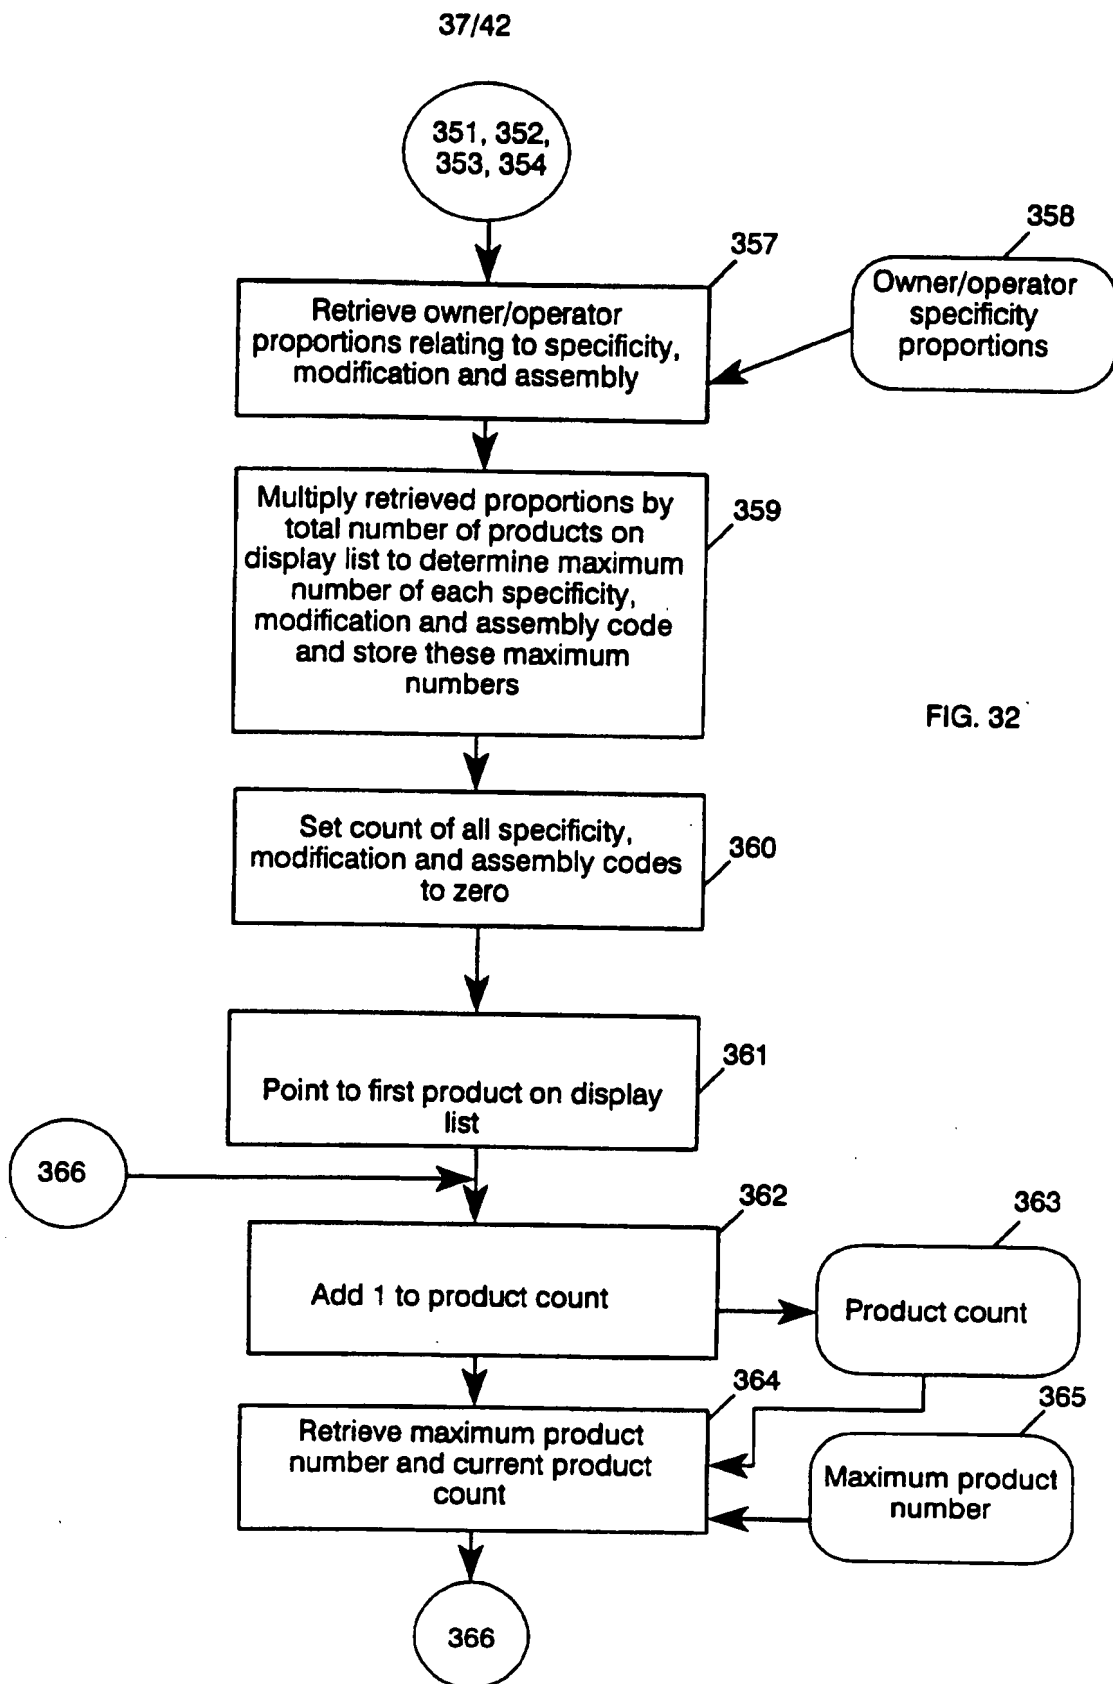 37/42
351, 352,
353, 354
357
358
Retrieve owner/operator
proportions relating to specificity,
modification and assembly
Owner/operator
specificity
proportions
359
Multiply retrieved proportions by
total number of products on
display list to determine maximum
number of each specificity,
modification and assembly code
and store these maximum
numbers
FIG. 32
360
Set count of all specificity,
modification and assembly codes
to zero
361
Point to first product on display
list
366
362
363
Add 1 to product count
Product count
364
365
Retrieve maximum product
number and current product
count
Maximum product
number
366